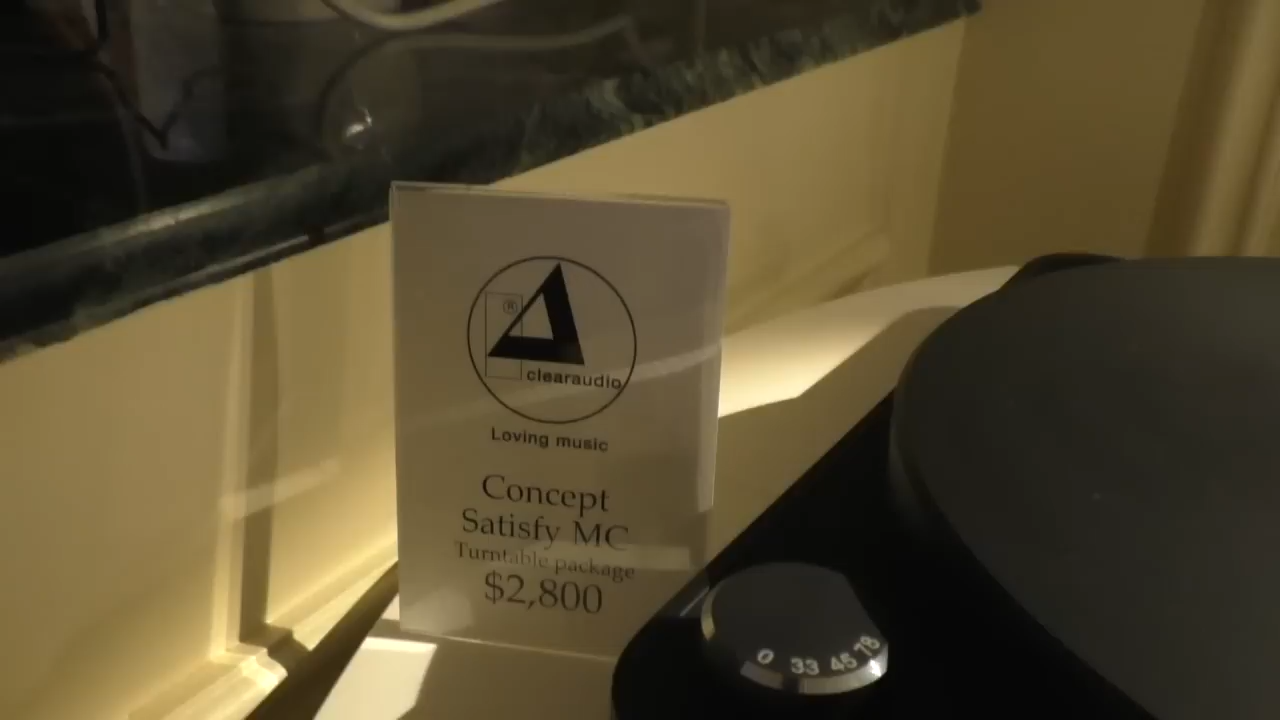 ®
clearaudio
Loving music
Concept
Satisfy MC
Turntable package
$2,800
0 33 45 78